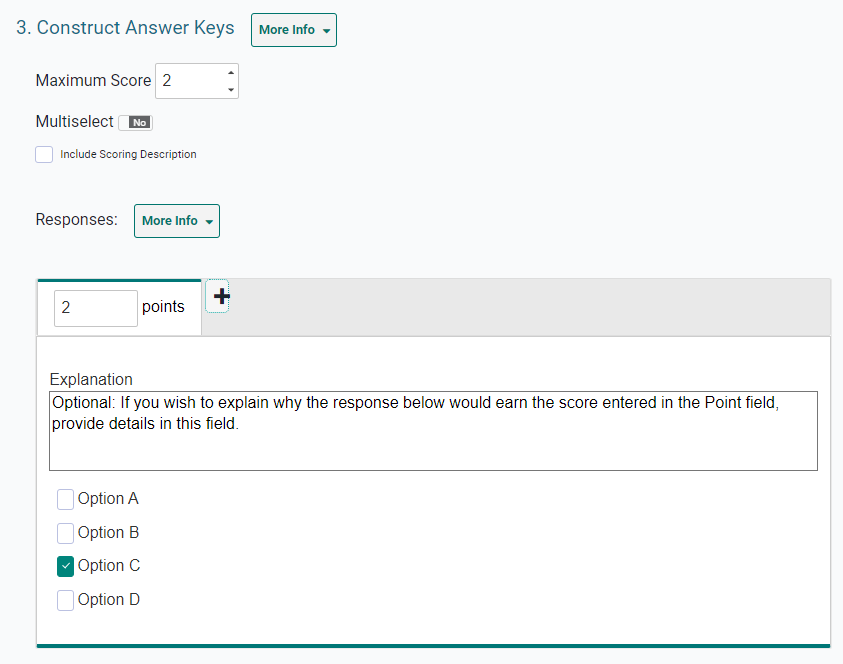 3. Construct Answer Keys More Info
Maximum Score 2
Multiselect No
Include Scoring Description
Responses: More Info
2 points
Explanation
Optional: If you wish to explain why the response below would earn the score entered in the Point field,
provide details in this field.
Option A
Option B
Option C
Option D